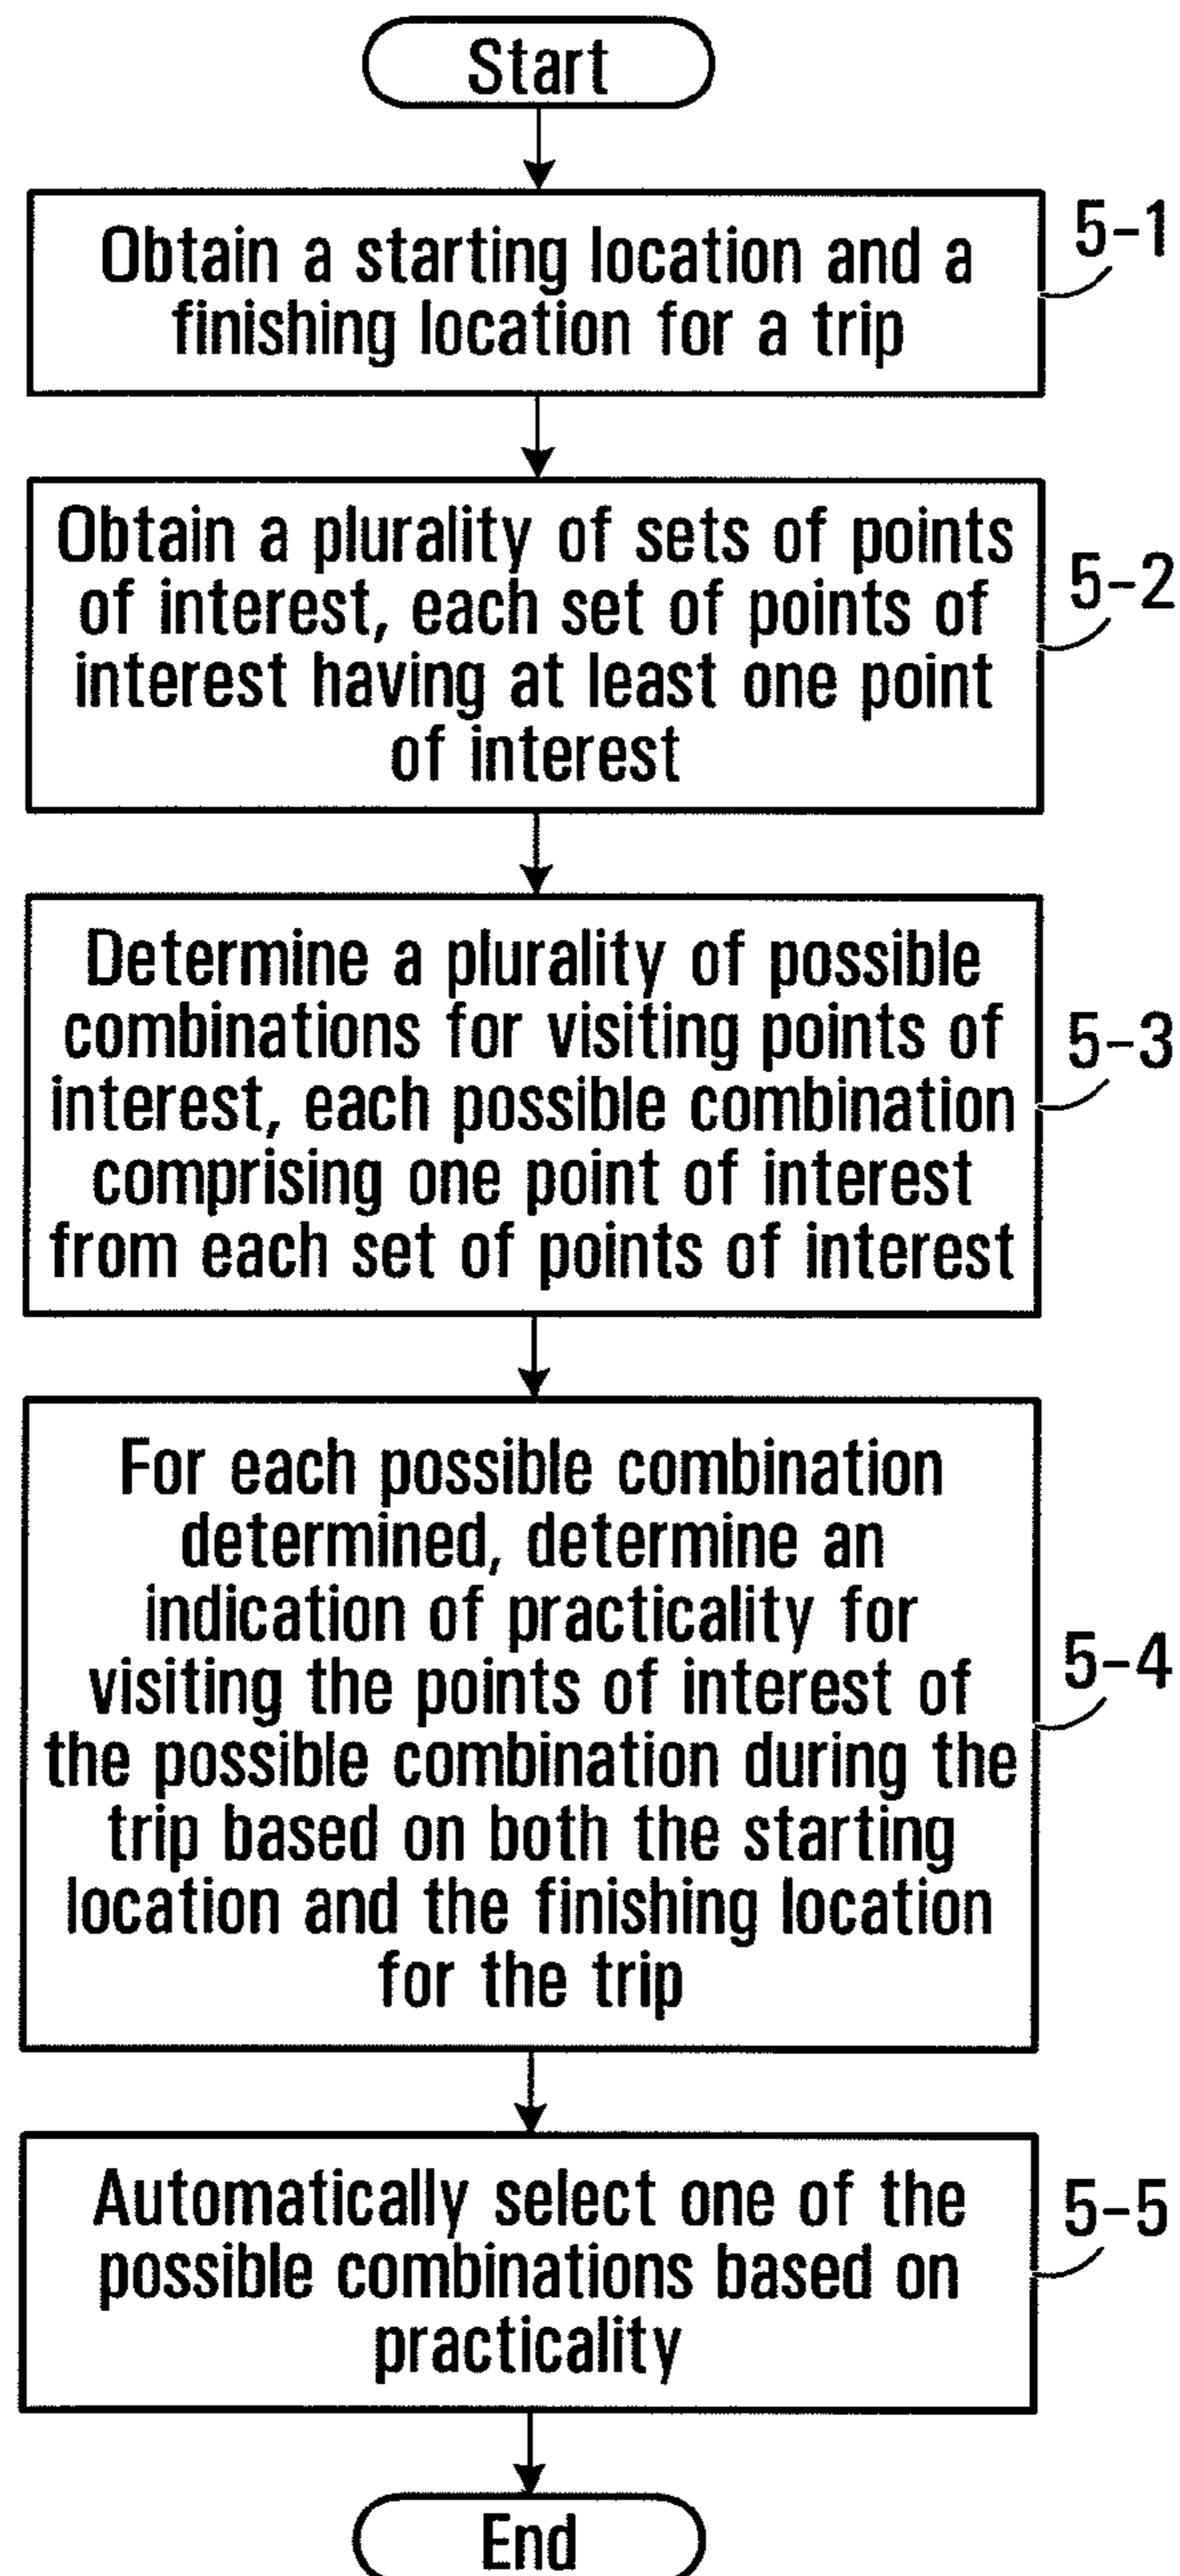 Start
Obtain a starting location and a
finishing location for a trip
5-1
Obtain a plurality of sets of points
of interest, each set of points of
interest having at least one point
of interest
5-2
Determine a plurality of possible
combinations for visiting points of
interest, each possible combination
comprising one point of interest
from each set of points of interest
5-3
For each possible combination
determined, determine an
indication of practicality for
visiting the points of interest of
the possible combination during the
trip based on both the starting
location and the finishing location
for the trip
5-4
Automatically select one of the
possible combinations based on
practicality
5-5
End